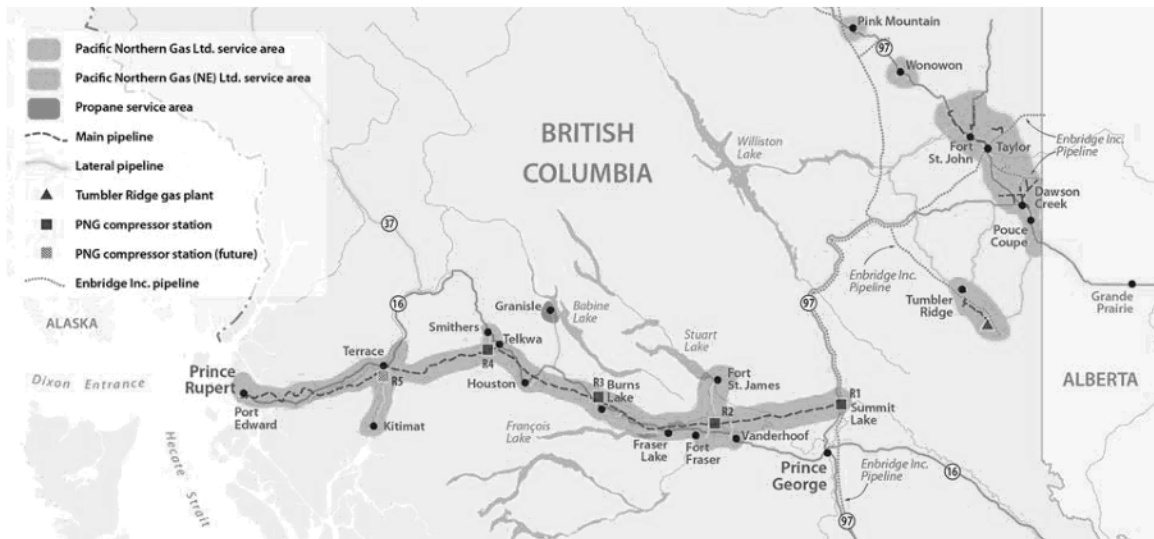 Pacific Northern Gas Ltd. service area
Pacific Northern Gas (NE) Ltd. service area
Propane service area
Main pipeline
Lateral pipeline
Tumbler Ridge gas plant
PNG compressor station
PNG compressor station (future)
Enbridge Inc. pipeline
Pink Mountain
97
Wonowon
BRITISH
COLUMBIA
Williston
Lake
Fort
St. John
Taylor
Enbridge Inc.
Pipeline
Dawson
Creek
Pouce
Coupe
37
Enbridge Inc.
Pipeline
Tumbler
Ridge
Grande
Prairie
ALASKA
16
Granisle
Babine
Lake
97
Smithers
Telkwa
R4
Stuart
Lake
Terrace
R5
Prince
Rupert
Houston
R3
Burns
Lake
Fort
St. James
R1
Summit
Lake
ALBERTA
Dixon Entrance
Port
Edward
Kitimat
François
Lake
R2
Fraser
Lake
Fort
Fraser
Vanderhoof
Prince
George
Enbridge Inc.
Pipeline
16
Hecate Strait
97